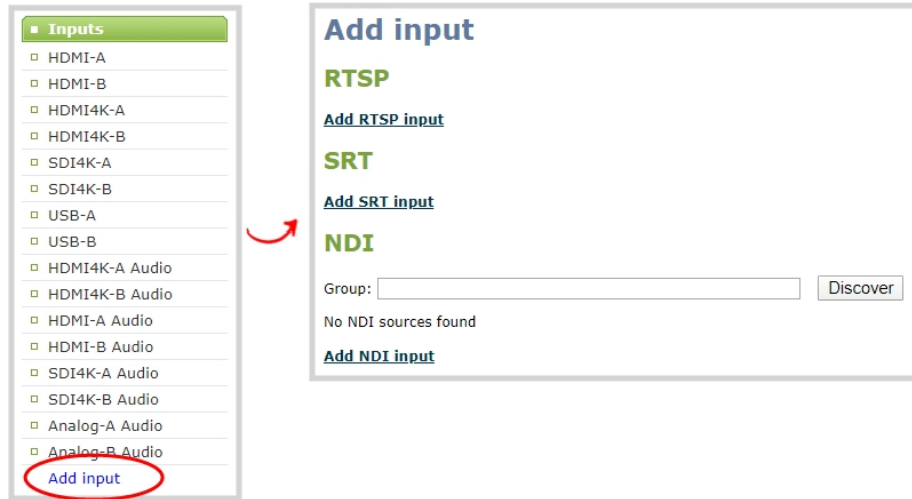 Inputs
HDMI-A
HDMI-B
HDMI4K-A
HDMI4K-B
SDI4K-A
SDI4K-B
USB-A
USB-B
HDMI4K-A Audio
HDMI4K-B Audio
HDMI-A Audio
HDMI-B Audio
SDI4K-A Audio
SDI4K-B Audio
Analog-A Audio
Analog-B Audio
Add input
Add input
RTSP
Add RTSP input
SRT
Add SRT input
NDI
Group: Discover
No NDI sources found
Add NDI input